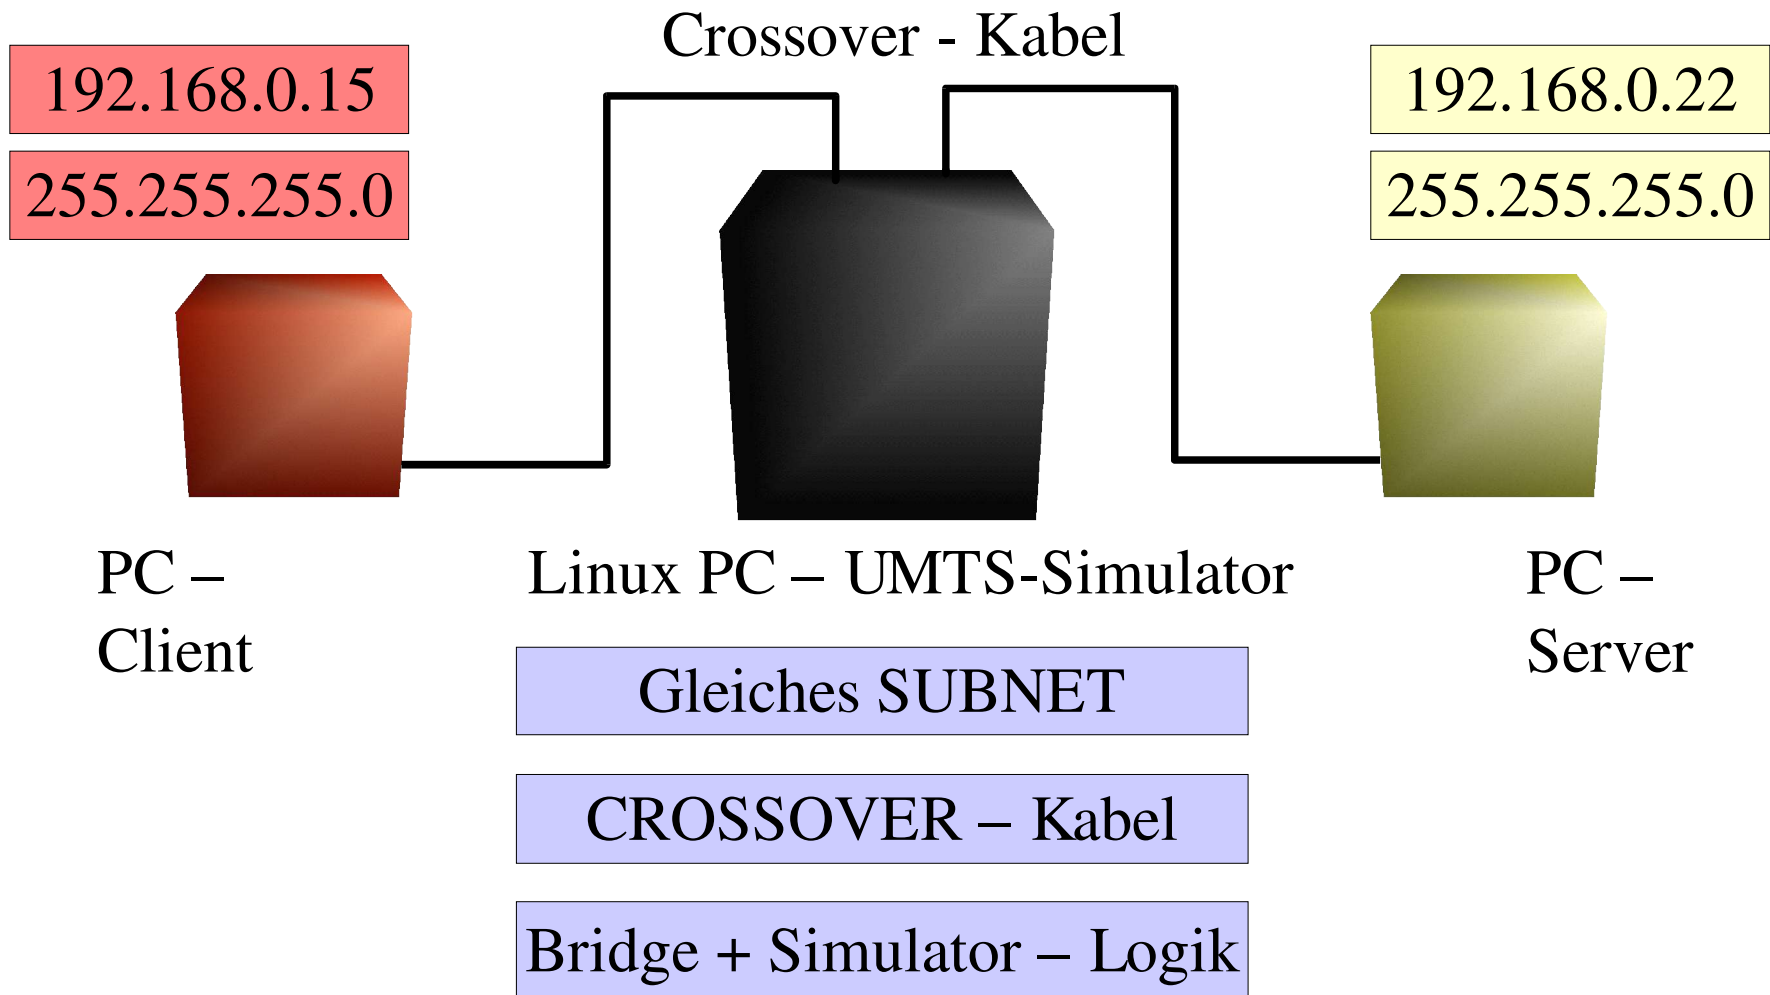 Crossover - Kabel
192.168.0.15
255.255.255.0
192.168.0.22
255.255.255.0
PC –
Client
Linux PC – UMTS-Simulator
PC –
Server
Gleiches SUBNET
CROSSOVER – Kabel
Bridge + Simulator – Logik